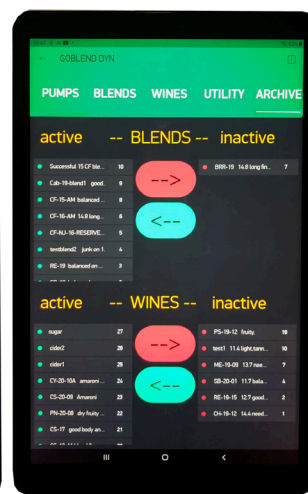 GOBLEND DYN
PUMPS BLENDS WINES UTILITY ARCHIVE
active -- BLENDS -- inactive
Successful 15 CF ble... 10
Cab-19-blend1 good. 9
CF-15-AM balanced 8
CF-16-AM 14.8 lang... 6
CF-NJ-16-RESERVE... 5
testblend2 junk on 1. 4
RE-19 balanced en ... 3
-->
<--
BRR-19 14.8 long fin... 7
active -- WINES -- inactive
sugar 27
cider2 26
cider1 25
CY-20-10A amaroni ... 24
CS-20-09 Amaroni 23
PN-20-08 dry fruity ... 22
CS-17 good body an... 21
-->
<--
PS-19-12 fruity, 19
test1 11.4 light,tann... 10
ME-19-09 13.7 nee... 7
SB-20-01 11.7 bala... 4
RE-19-15 12.7 good... 2
CH-19-12 14.4 need... 1